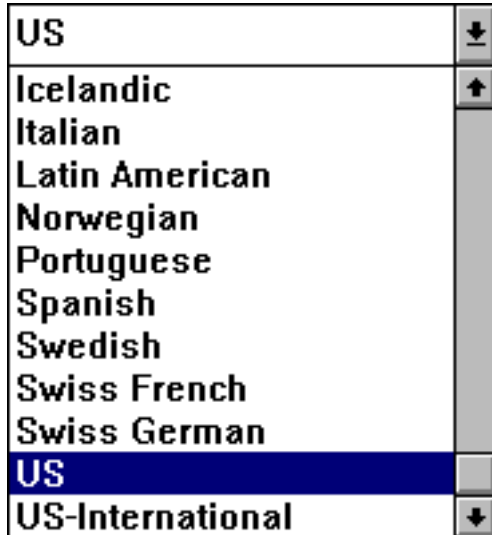 US
Icelandic
Italian
Latin American
Norwegian
Portuguese
Spanish
Swedish
Swiss French
Swiss German
US
US-International